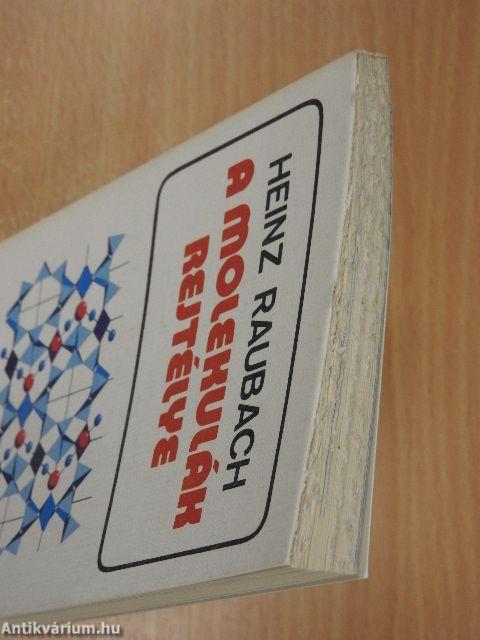 HEINZ RAUBACH
A MOLEKULÁK
REJTÉLYE
Antikvárium.hu